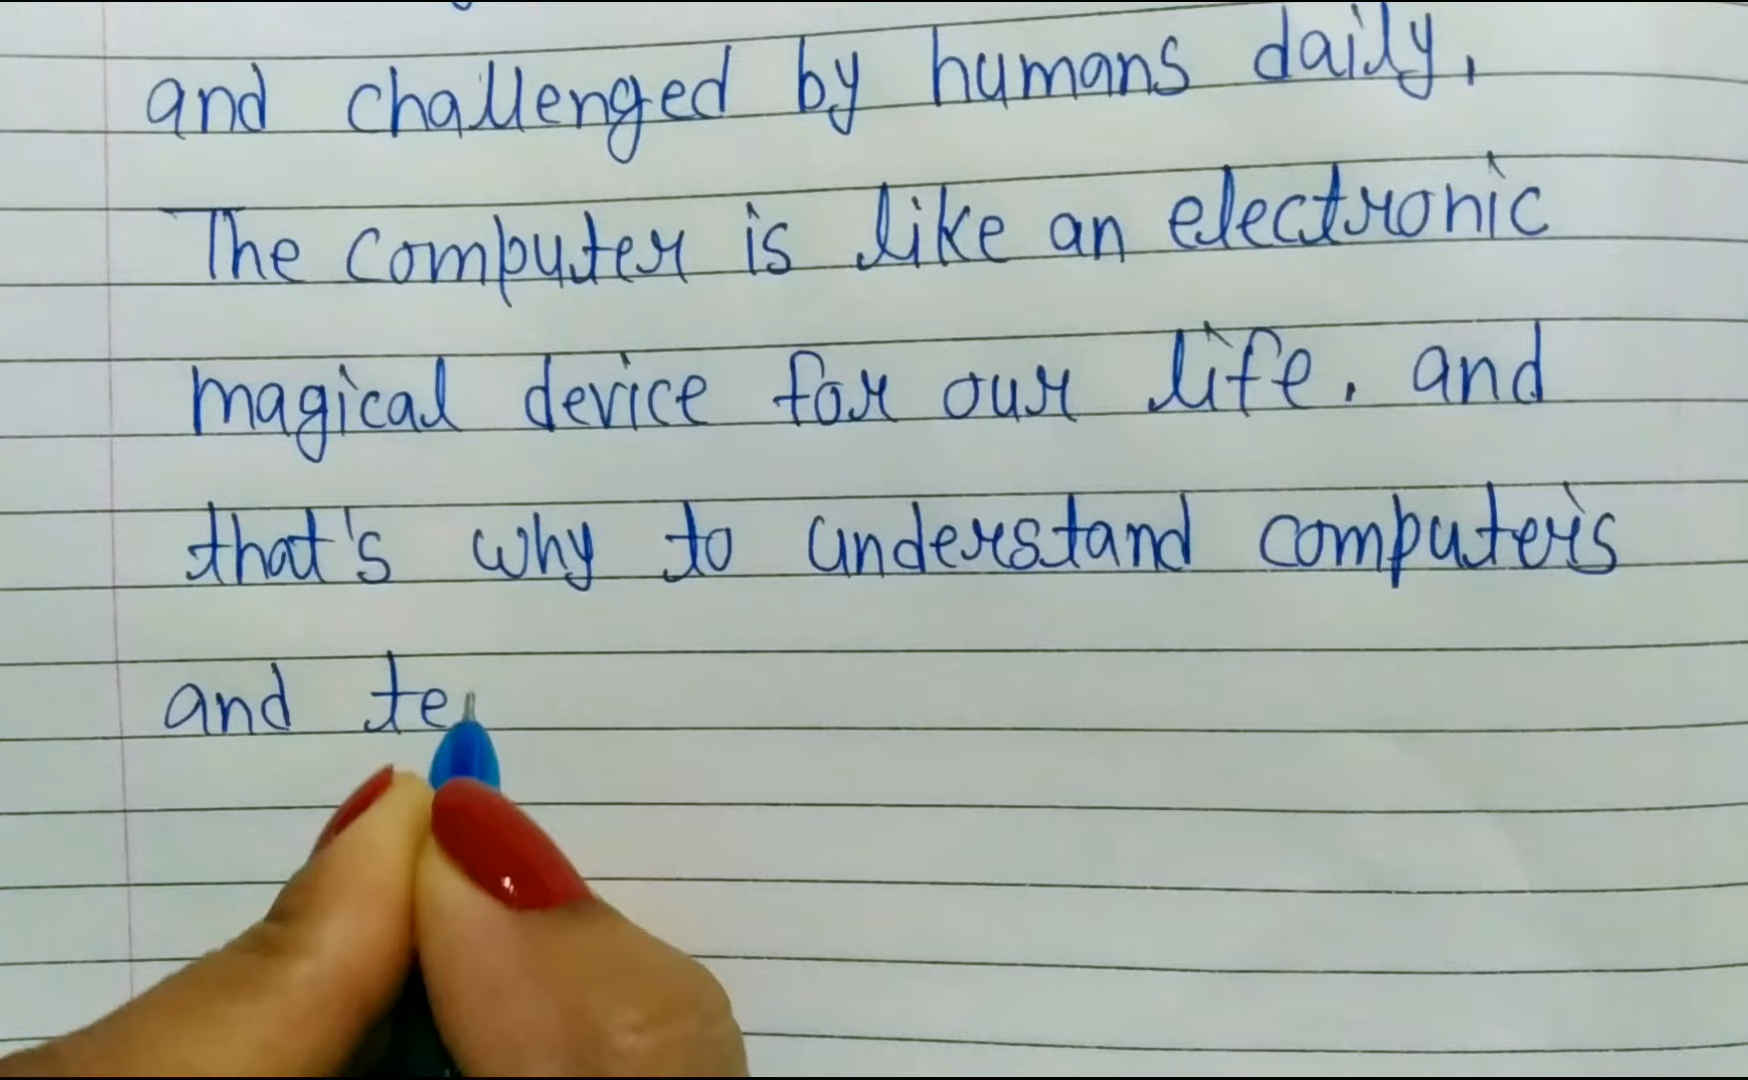 and challenged by humans daily,
The computer is like an electronic
magical device for our life. and
that's why to understand computer's
and te